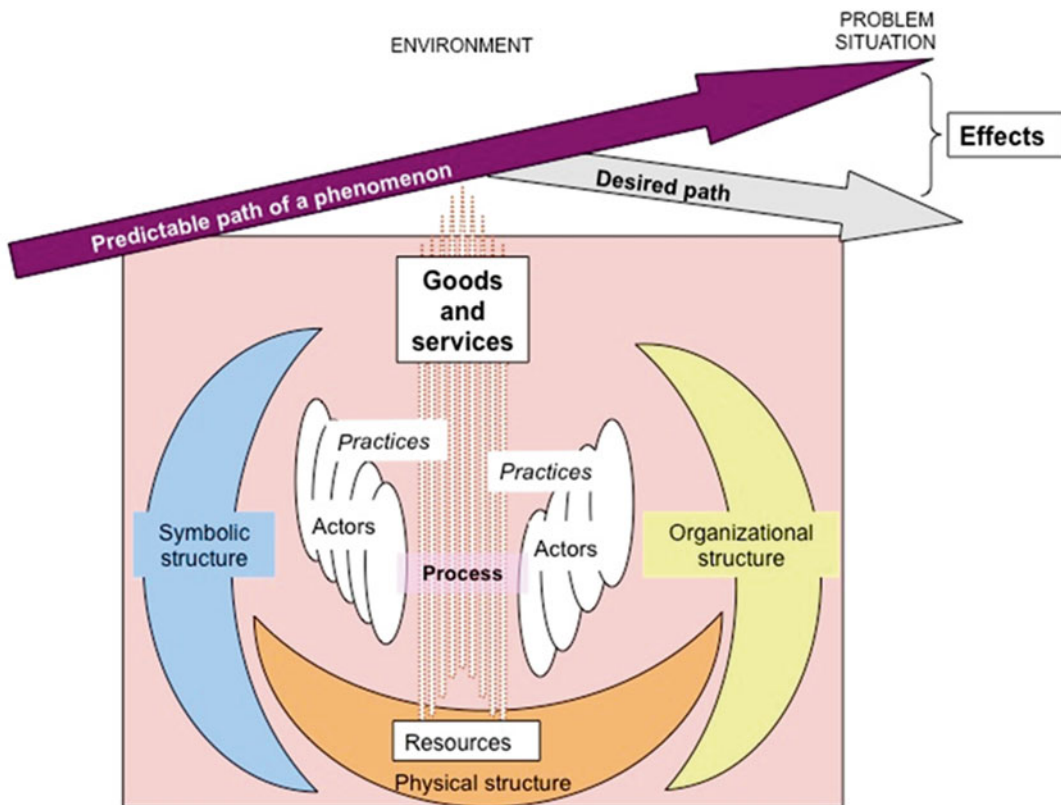 ENVIRONMENT
PROBLEM
SITUATION
Effects
Predictable path of a phenomenon
Desired path
Goods
and
services
Practices
Practices
Actors
Actors
Symbolic
structure
Organizational
structure
Process
Resources
Physical structure